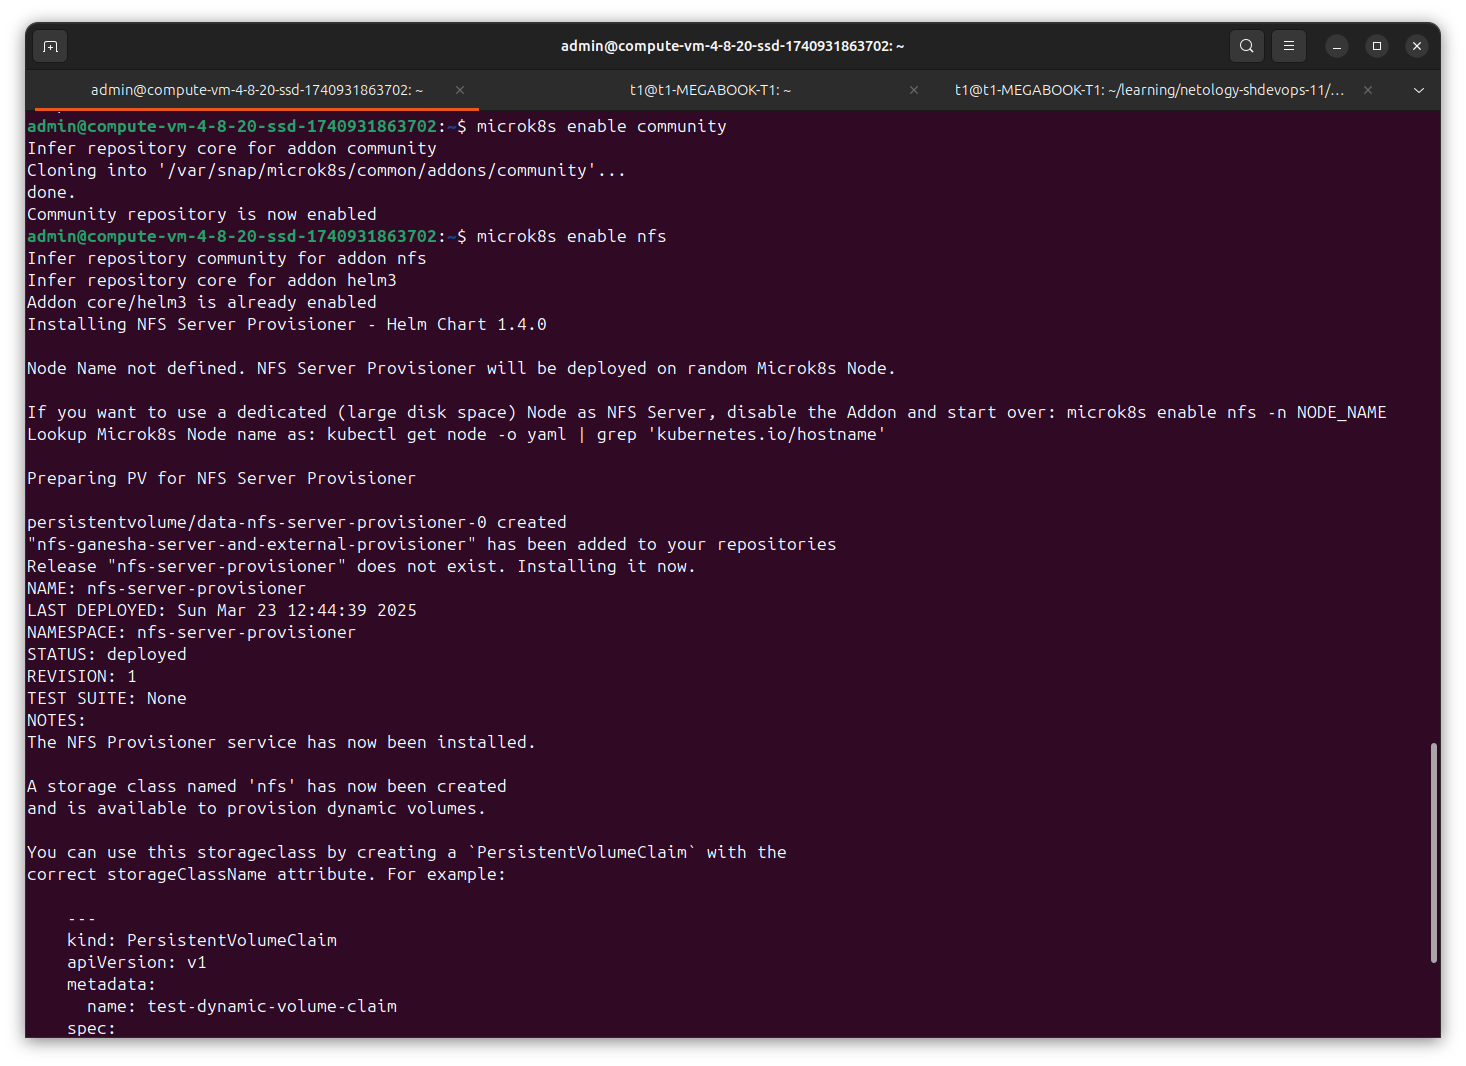 admin@compute-vm-4-8-20-ssd-1740931863702: ~
admin@compute-vm-4-8-20-ssd-1740931863702: ~
t1@t1-MEGABOOK-T1: ~
t1@t1-MEGABOOK-T1: ~/learning/netology-shdevops-11/...
admin@compute-vm-4-8-20-ssd-1740931863702:~$ microk8s enable community
Infer repository core for addon community
Cloning into '/var/snap/microk8s/common/addons/community'...
done.
Community repository is now enabled
admin@compute-vm-4-8-20-ssd-1740931863702:~$ microk8s enable nfs
Infer repository community for addon nfs
Infer repository core for addon helm3
Addon core/helm3 is already enabled
Installing NFS Server Provisioner - Helm Chart 1.4.0
Node Name not defined. NFS Server Provisioner will be deployed on random Microk8s Node.
If you want to use a dedicated (large disk space) Node as NFS Server, disable the Addon and start over: microk8s enable nfs -n NODE_NAME
Lookup Microk8s Node name as: kubectl get node -o yaml | grep 'kubernetes.io/hostname'
Preparing PV for NFS Server Provisioner
persistentvolume/data-nfs-server-provisioner-0 created
"nfs-ganesha-server-and-external-provisioner" has been added to your repositories
Release "nfs-server-provisioner" does not exist. Installing it now.
NAME: nfs-server-provisioner
LAST DEPLOYED: Sun Mar 23 12:44:39 2025
NAMESPACE: nfs-server-provisioner
STATUS: deployed
REVISION: 1
TEST SUITE: None
NOTES:
The NFS Provisioner service has now been installed.
A storage class named 'nfs' has now been created
and is available to provision dynamic volumes.
You can use this storageclass by creating a `PersistentVolumeClaim` with the
correct storageClassName attribute. For example:
---
kind: PersistentVolumeClaim
apiVersion: v1
metadata:
name: test-dynamic-volume-claim
spec: